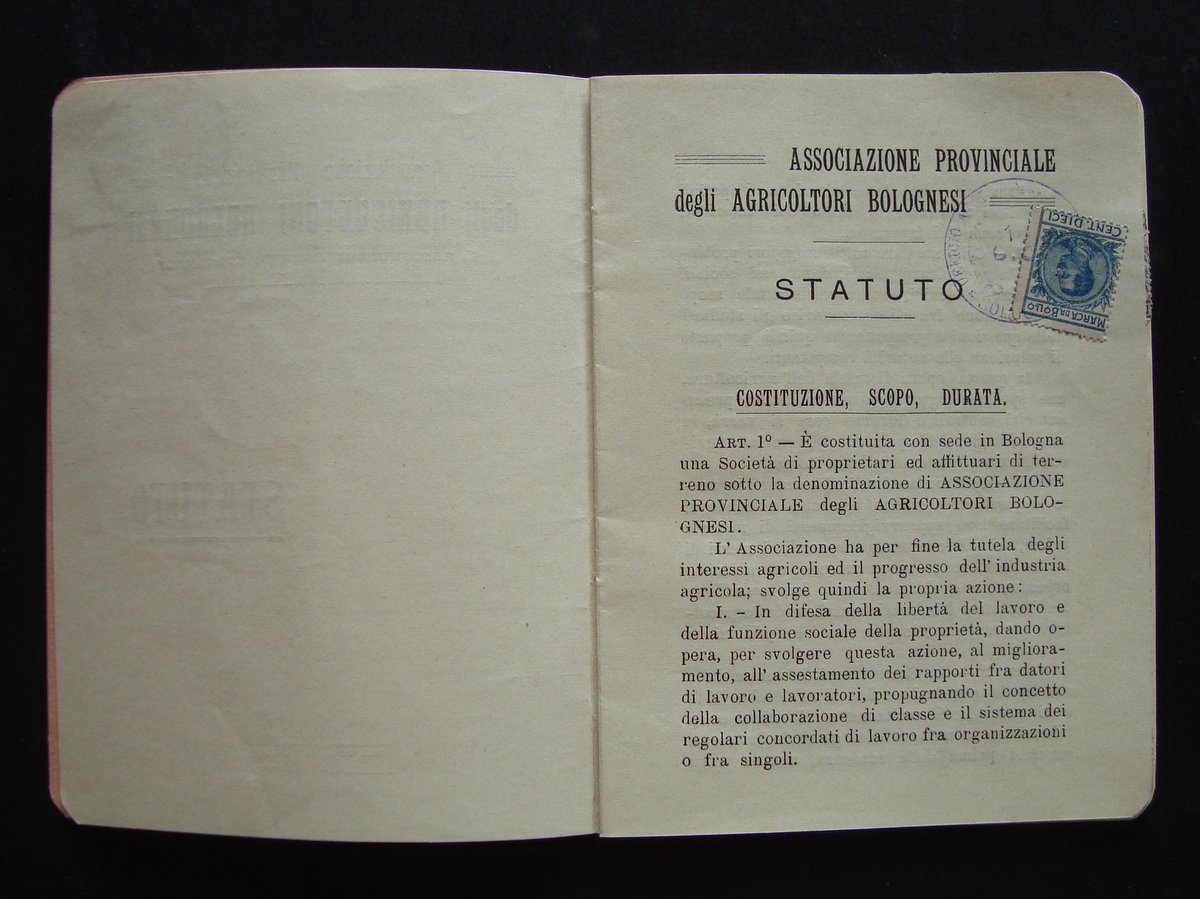 ASSOCIAZIONE PROVINCIALE
degli AGRICOLTORI BOLOGNESI
CENT. DIECI
MARCA DA BOLLO
STATUTO
COSTITUZIONE, SCOPO, DURATA.
ART. 1º — È costituita con sede in Bologna
una Società di proprietari ed affittuari di ter-
reno sotto la denominazione di ASSOCIAZIONE
PROVINCIALE degli AGRICOLTORI BOLO-
GNESI.
L' Associazione ha per fine la tutela degli
interessi agricoli ed il progresso dell' industria
agricola; svolge quindi la propria azione:
I. - In difesa della libertà del lavoro e
della funzione sociale della proprietà, dando o-
pera, per svolgere questa azione, al migliora-
mento, all' assestamento dei rapporti fra datori
di lavoro e lavoratori, propugnando il concetto
della collaborazione di classe e il sistema dei
regolari concordati di lavoro fra organizzazioni
o fra singoli.